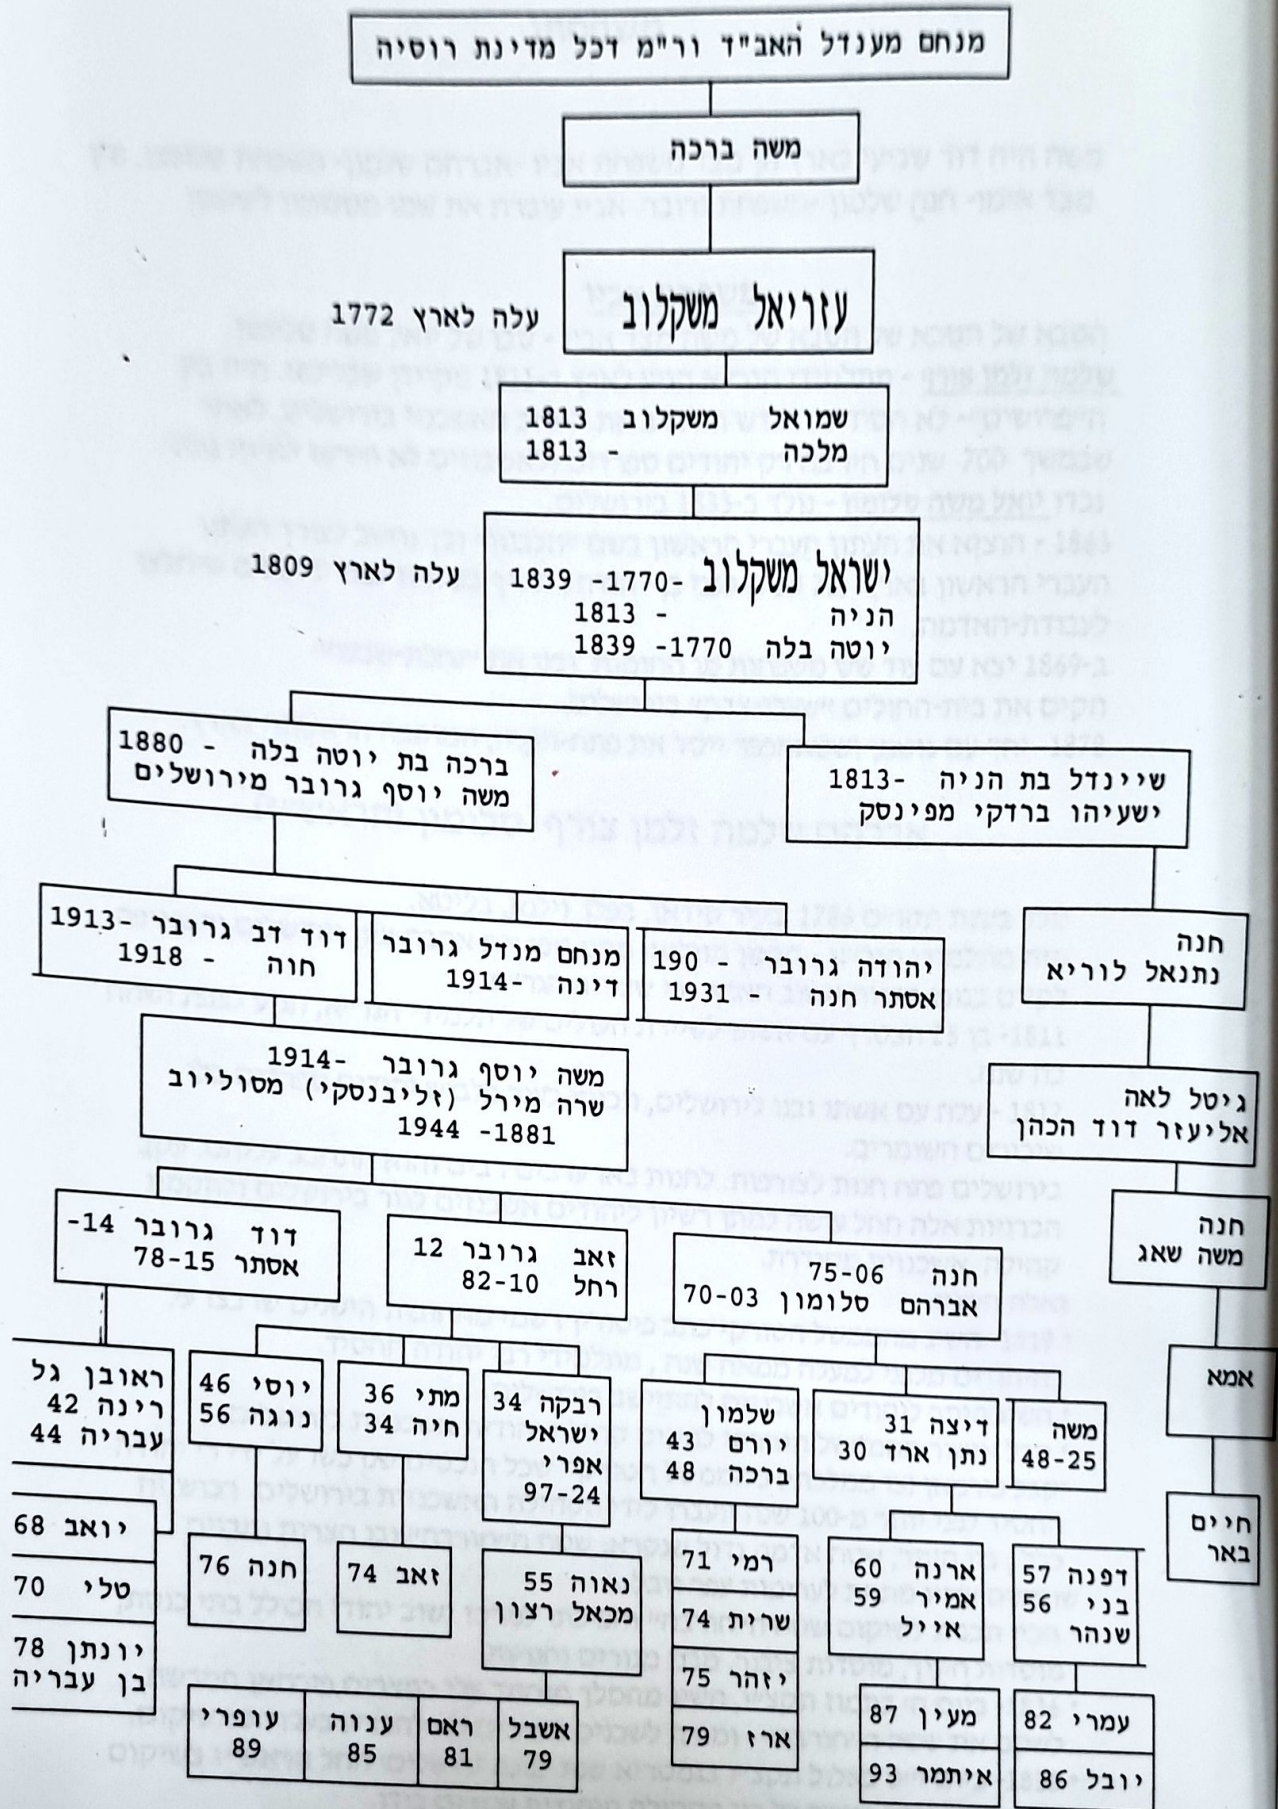 מנחם מענדל האב"ד ור"מ דכל מדינת רוסיה
משה ברכה
עזריאל משקלוב
עלה לארץ 1772
שמואל משקלוב - 1813
מלכה - 1813
ישראל משקלוב 1770- 1839
הניה - 1813
יוטה בלה 1770- 1839
עלה לארץ 1809
שיינדל בת הניה -1813
ישעיהו ברדקי מפינסק
ברכה בת יוטה בלה - 1880
משה יוסף גרובר מירושלים
חנה
נתנאל לוריא
יהודה גרובר - 190
אסתר חנה - 1931
מנחם מנדל גרובר
דינה -1914
דוד דב גרובר -1913
חוה - 1918
גיטל לאה
אליעזר דוד הכהן
משה יוסף גרובר -1914
שרה מירל (זליבנסקי) מסוליוב
1881- 1944
חנה
משה שאג
חנה 75-06
אברהם סלומון 70-03
זאב גרובר 12
רחל 82-10
דוד גרובר 14-
אסתר 78-15
אמא
משה
48-25
דיצה 31
נתן ארד 30
שלמון
יורם 43
ברכה 48
רבקה 34
ישראל
אפרי
97-24
מתי 36
חיה 34
יוסי 46
נגה 56
ראובן גל
רינה 42
עבריה 44
חיים
באר
דפנה 57
בני 56
שנהר
ארנה 60
אמיר 59
אייל
רמי 71
שרית 74
יזהר 75
ארז 79
נאוה 55
מכאל רצון
זאב 74
חנה 76
יואב 68
טלי 70
יונתן 78
בן עבריה
עמרי 82
יובל 86
מעין 87
איתמר 93
אשבל
79
ראם
81
ענוה
85
עופרי
89